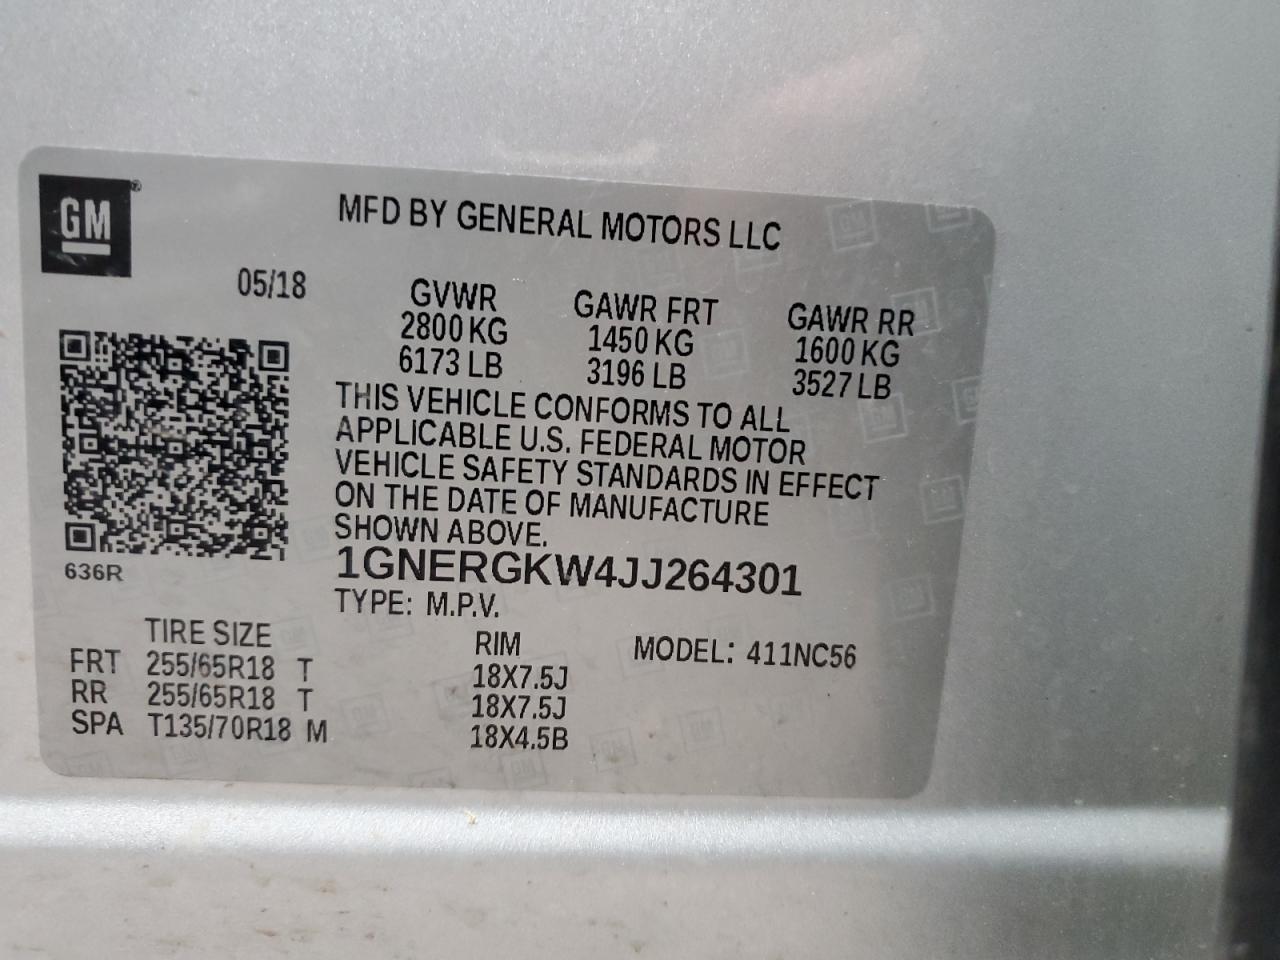 GM ®
MFD BY GENERAL MOTORS LLC
05/18
GVWR GAWR FRT GAWR RR
2800 KG 1450 KG 1600 KG
6173 LB 3196 LB 3527 LB
THIS VEHICLE CONFORMS TO ALL
APPLICABLE U.S. FEDERAL MOTOR
VEHICLE SAFETY STANDARDS IN EFFECT
ON THE DATE OF MANUFACTURE
SHOWN ABOVE.
636R
1GNERGKW4JJ264301
TYPE: M.P.V.
TIRE SIZE RIM MODEL: 411NC56
FRT 255/65R18 T 18X7.5J
RR 255/65R18 T 18X7.5J
SPA T135/70R18 M 18X4.5B